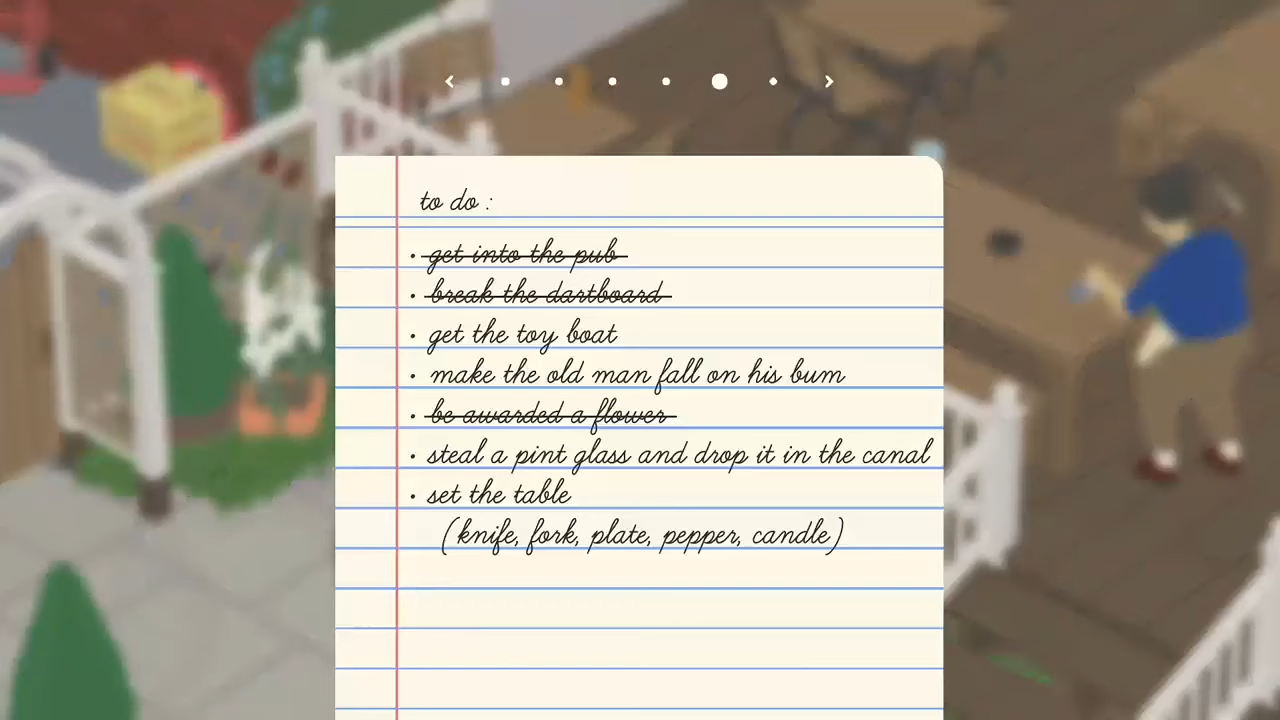 to do :
• get into the pub
• break the dartboard
• get the toy boat
• make the old man fall on his bum
• be awarded a flower
• steal a pint glass and drop it in the canal
• set the table
(knife, fork, plate, pepper, candle)